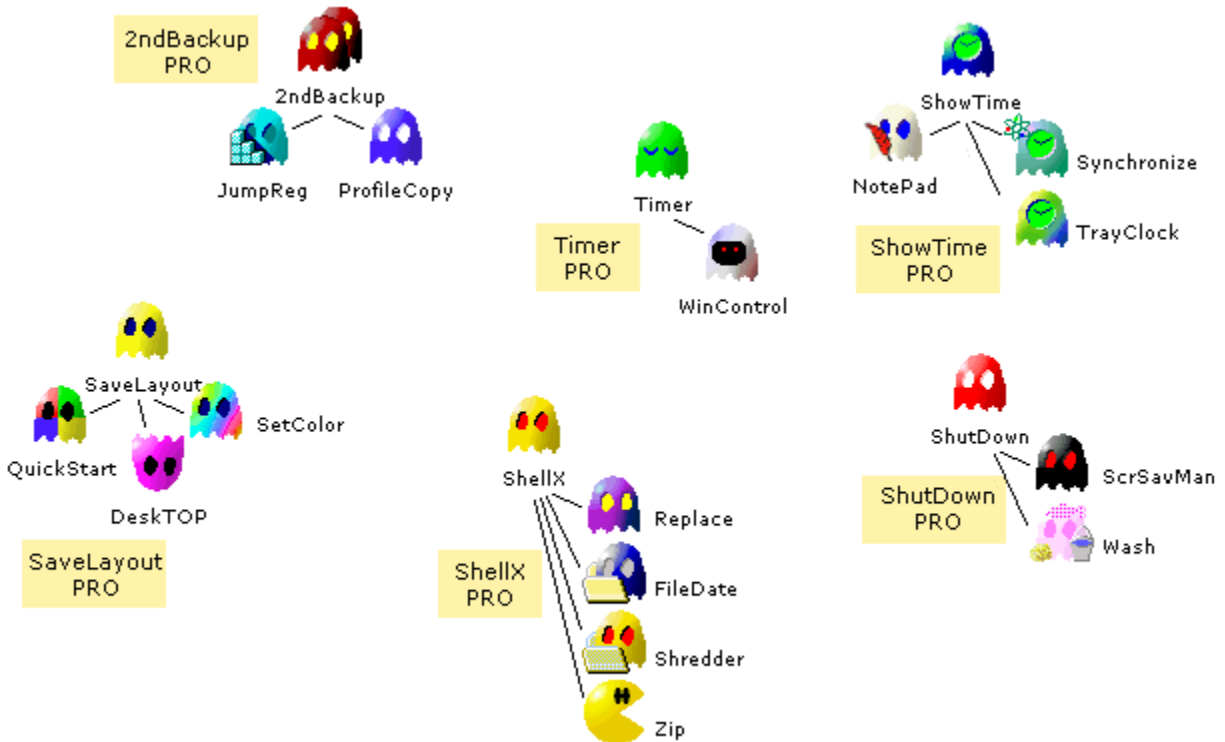 2ndBackup
PRO
2ndBackup
JumpReg
ProfileCopy
Timer
Timer
PRO
WinControl
ShowTime
NotePad
Synchronize
TrayClock
ShowTime
PRO
SaveLayout
QuickStart
SetColor
DeskTOP
SaveLayout
PRO
ShellX
Replace
ShellX
PRO
FileDate
Shredder
Zip
ShutDown
ScrSavMan
ShutDown
PRO
Wash